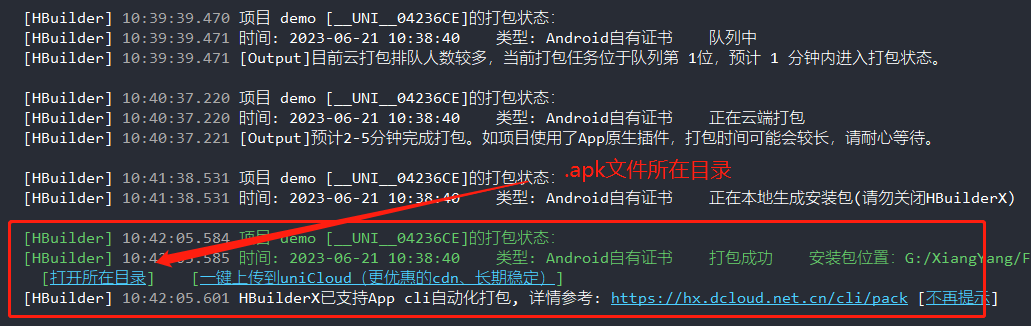 [HBuilder] 10:39:39.470 项目 demo [__UNI__04236CE]的打包状态:
[HBuilder] 10:39:39.471 时间: 2023-06-21 10:38:40 类型: Android自有证书 队列中
[HBuilder] 10:39:39.471 [Output]目前云打包排队人数较多，当前打包任务位于队列第 1位，预计 1 分钟内进入打包状态。
[HBuilder] 10:40:37.220 项目 demo [__UNI__04236CE]的打包状态:
[HBuilder] 10:40:37.220 时间: 2023-06-21 10:38:40 类型: Android自有证书 正在云端打包
[HBuilder] 10:40:37.220 [Output]预计2-5分钟完成打包。如项目使用了App原生插件，打包时间可能会较长，请耐心等待。
.apk文件所在目录
[HBuilder] 10:41:38.531 项目 demo [__UNI__04236CE]的打包状态:
[HBuilder] 10:41:38.531 时间: 2023-06-21 10:38:40 类型: Android自有证书 正在本地生成安装包(请勿关闭HBuilderX)
[HBuilder] 10:42:05.584 项目 demo [__UNI__04236CE]的打包状态:
[HBuilder] 10:42:05.585 时间: 2023-06-21 10:38:40 类型: Android自有证书 打包成功 安装包位置: G:/XiangYang/F
[打开所在目录] [一键上传到uniCloud（更优惠的cdn、长期稳定）]
[HBuilder] 10:42:05.601 HBuilderX已支持App cli自动化打包, 详情参考: https://hx.dcloud.net.cn/cli/pack [不再提示]